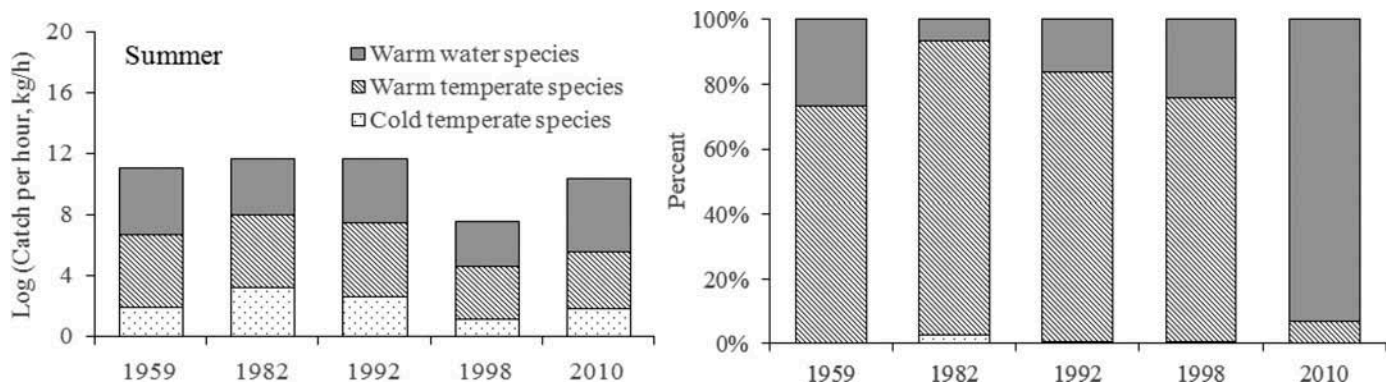 Log (Catch per hour, kg/h)
20
16
12
8
4
0
Summer
Warm water species
Warm temperate species
Cold temperate species
1959 1982 1992 1998 2010
Percent
100%
80%
60%
40%
20%
0%
1959 1982 1992 1998 2010